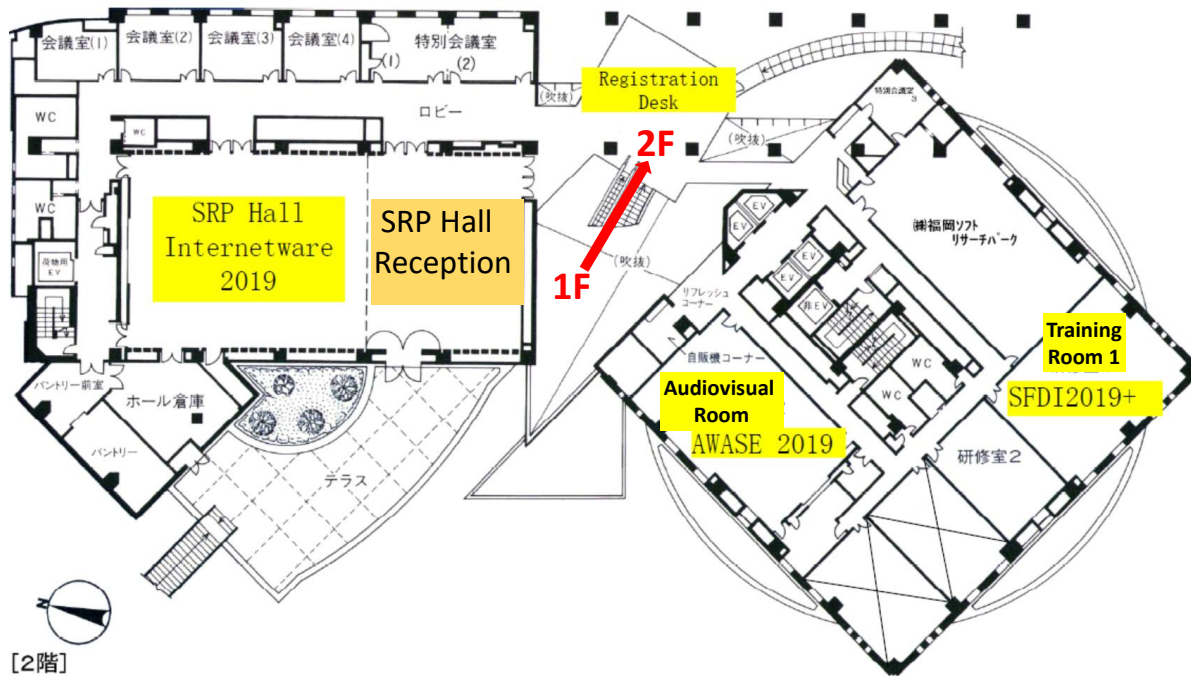 会議室(1)
会議室(2)
会議室(3)
会議室(4)
特別会議室
(1)
(2)
(吹抜)
Registration
Desk
特別会議室
3
WC
WC
ロビー
2F
(吹抜)
SRP Hall
Internetware
2019
SRP Hall
Reception
1F
(吹抜)
EV
EV
EV
EV
非EV
㈱福岡ソフト
リサーチパーク
WC
荷物用
EV
リフレッシュ
コーナー
自販機コーナー
WC
WC
Training
Room 1
SFDI2019+
Audiovisual
Room
AWASE 2019
研修室2
パントリー前室
ホール倉庫
パントリー
テラス
N
[2階]